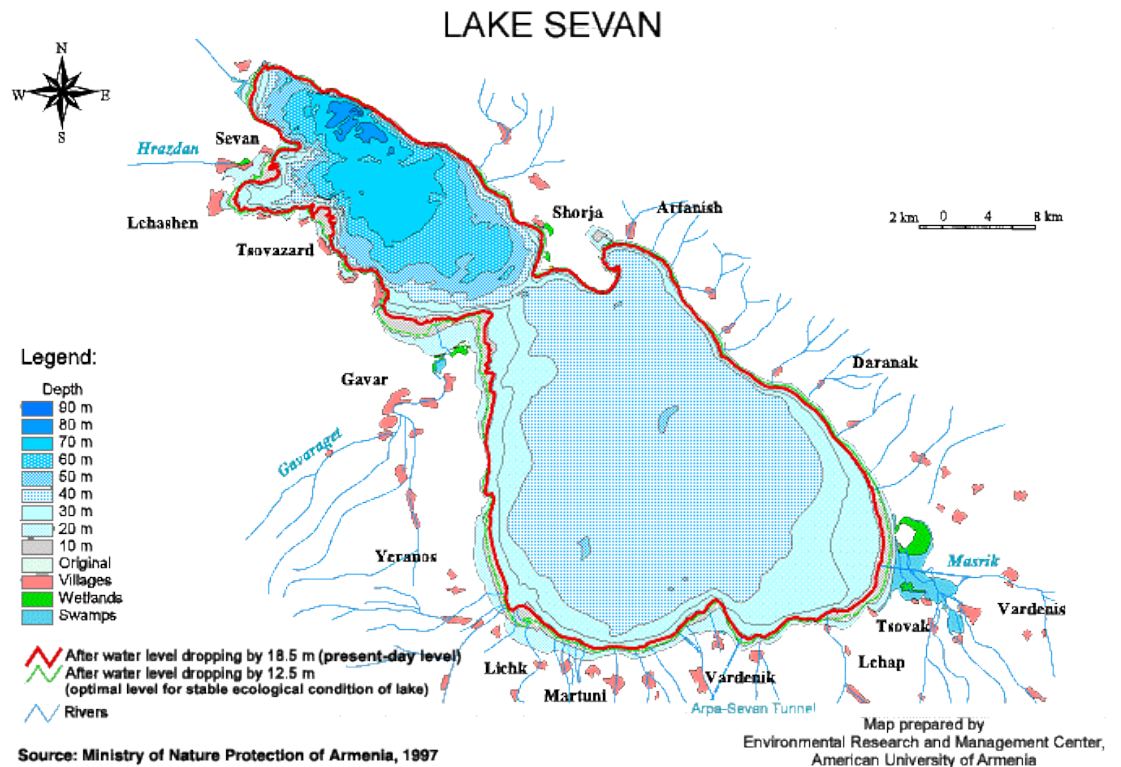 LAKE SEVAN
N
W E
S
Sevan
Hrazdan
Lchashen
Tsovazard
Shorja
Artanish
2 km 0 4 8 km
Legend:
Depth
90 m
80 m
70 m
60 m
50 m
40 m
30 m
20 m
10 m
Original
Villages
Wetlands
Swamps
Gavar
Gavaraget
Daranak
Yeranos
Masrik
Vardenis
Tsovak
Lchap
Lichk
Martuni
Vardenik
Arpa-Sevan Tunnel
After water level dropping by 18.5 m (present-day level)
After water level dropping by 12.5 m
(optimal level for stable ecological condition of lake)
Rivers
Source: Ministry of Nature Protection of Armenia, 1997
Map prepared by
Environmental Research and Management Center,
American University of Armenia